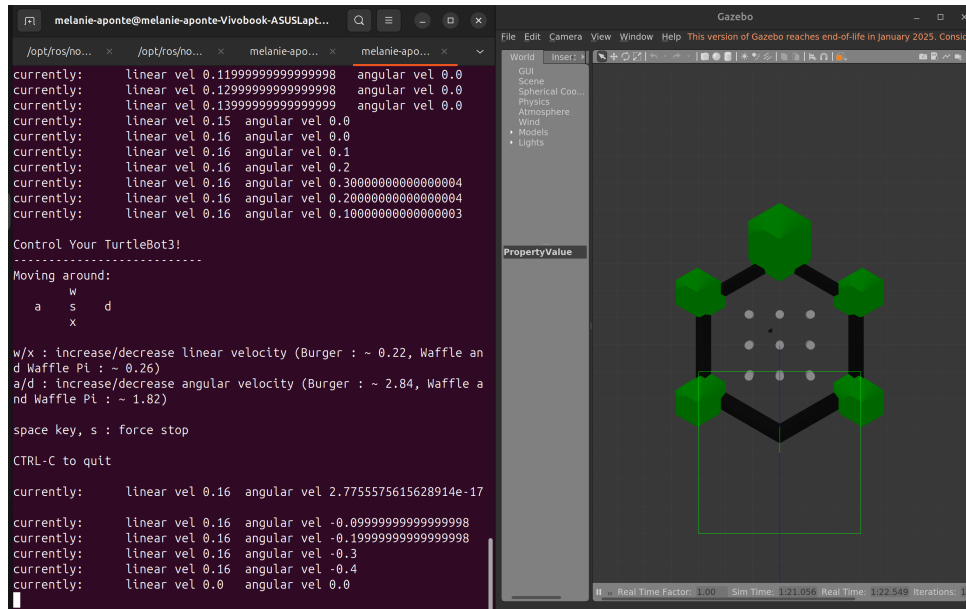 melanie-aponte@melanie-aponte-Vivobook-ASUSLapt...
/opt/ros/no... × /opt/ros/no... × melanie-apo... × melanie-apo... ×
currently: linear vel 0.11999999999999998 angular vel 0.0
currently: linear vel 0.12999999999999998 angular vel 0.0
currently: linear vel 0.13999999999999999 angular vel 0.0
currently: linear vel 0.15 angular vel 0.0
currently: linear vel 0.16 angular vel 0.0
currently: linear vel 0.16 angular vel 0.1
currently: linear vel 0.16 angular vel 0.2
currently: linear vel 0.16 angular vel 0.30000000000000004
currently: linear vel 0.16 angular vel 0.20000000000000004
currently: linear vel 0.16 angular vel 0.10000000000000003
Control Your TurtleBot3!
---------------------------
Moving around:
w
a s d
x
w/x : increase/decrease linear velocity (Burger : ~ 0.22, Waffle an
d Waffle Pi : ~ 0.26)
a/d : increase/decrease angular velocity (Burger : ~ 2.84, Waffle a
nd Waffle Pi : ~ 1.82)
space key, s : force stop
CTRL-C to quit
currently: linear vel 0.16 angular vel 2.7755575615628914e-17
currently: linear vel 0.16 angular vel -0.09999999999999998
currently: linear vel 0.16 angular vel -0.19999999999999998
currently: linear vel 0.16 angular vel -0.3
currently: linear vel 0.16 angular vel -0.4
currently: linear vel 0.0 angular vel 0.0
Gazebo
File Edit Camera View Window Help This version of Gazebo reaches end-of-life in January 2025. Consid
World Insert
GUI
Scene
Spherical Coo...
Physics
Atmosphere
Wind
Models
Lights
PropertyValue
Real Time Factor: 1.00 Sim Time: 1:21.056 Real Time: 1:22.549 Iterations: 1